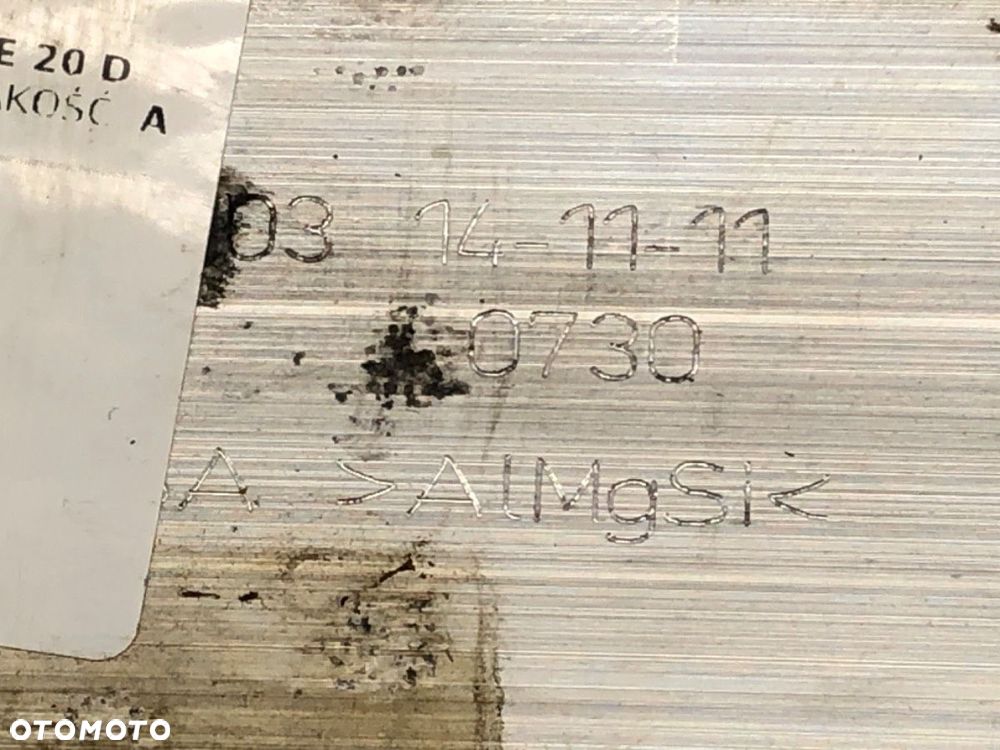 E 20 D
KOŚĆ A
03 14-11-11
0730
A >AlMgSi<
OTOMOTO